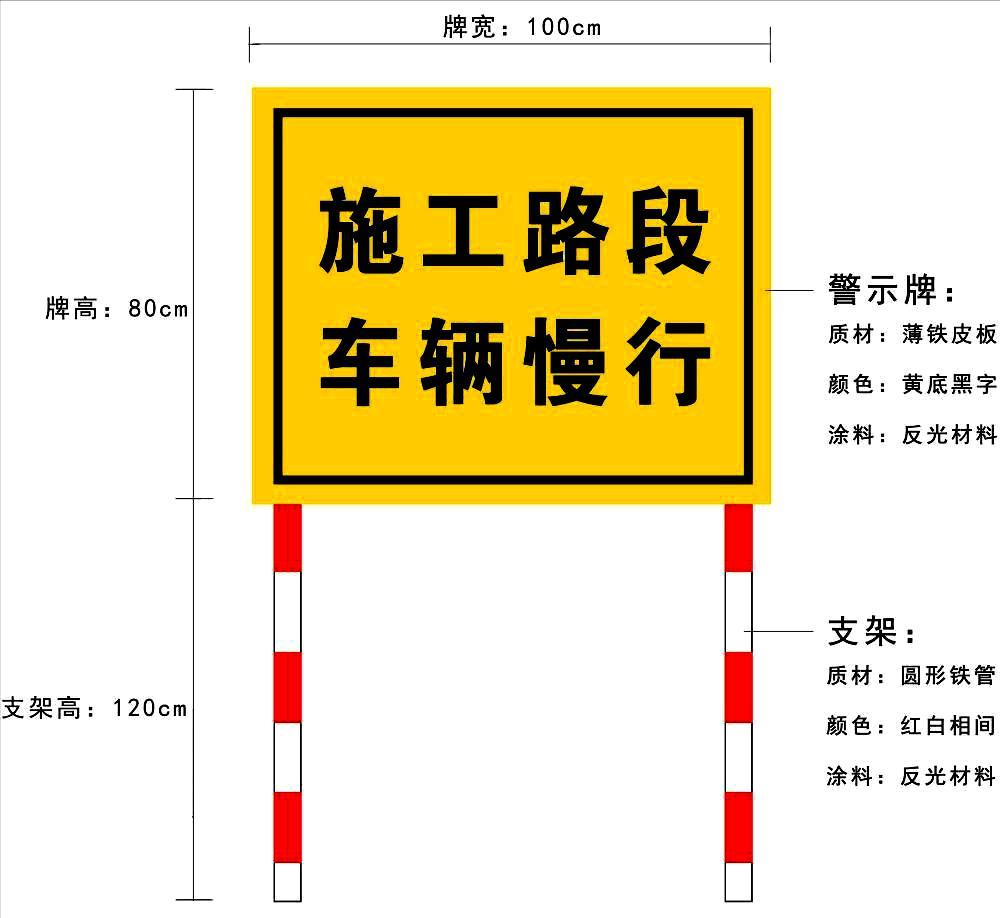 牌宽：100cm
施工路段
车辆慢行
牌高：80cm
警示牌：
质材：薄铁皮板
颜色：黄底黑字
涂料：反光材料
支架高：120cm
支架：
质材：圆形铁管
颜色：红白相间
涂料：反光材料